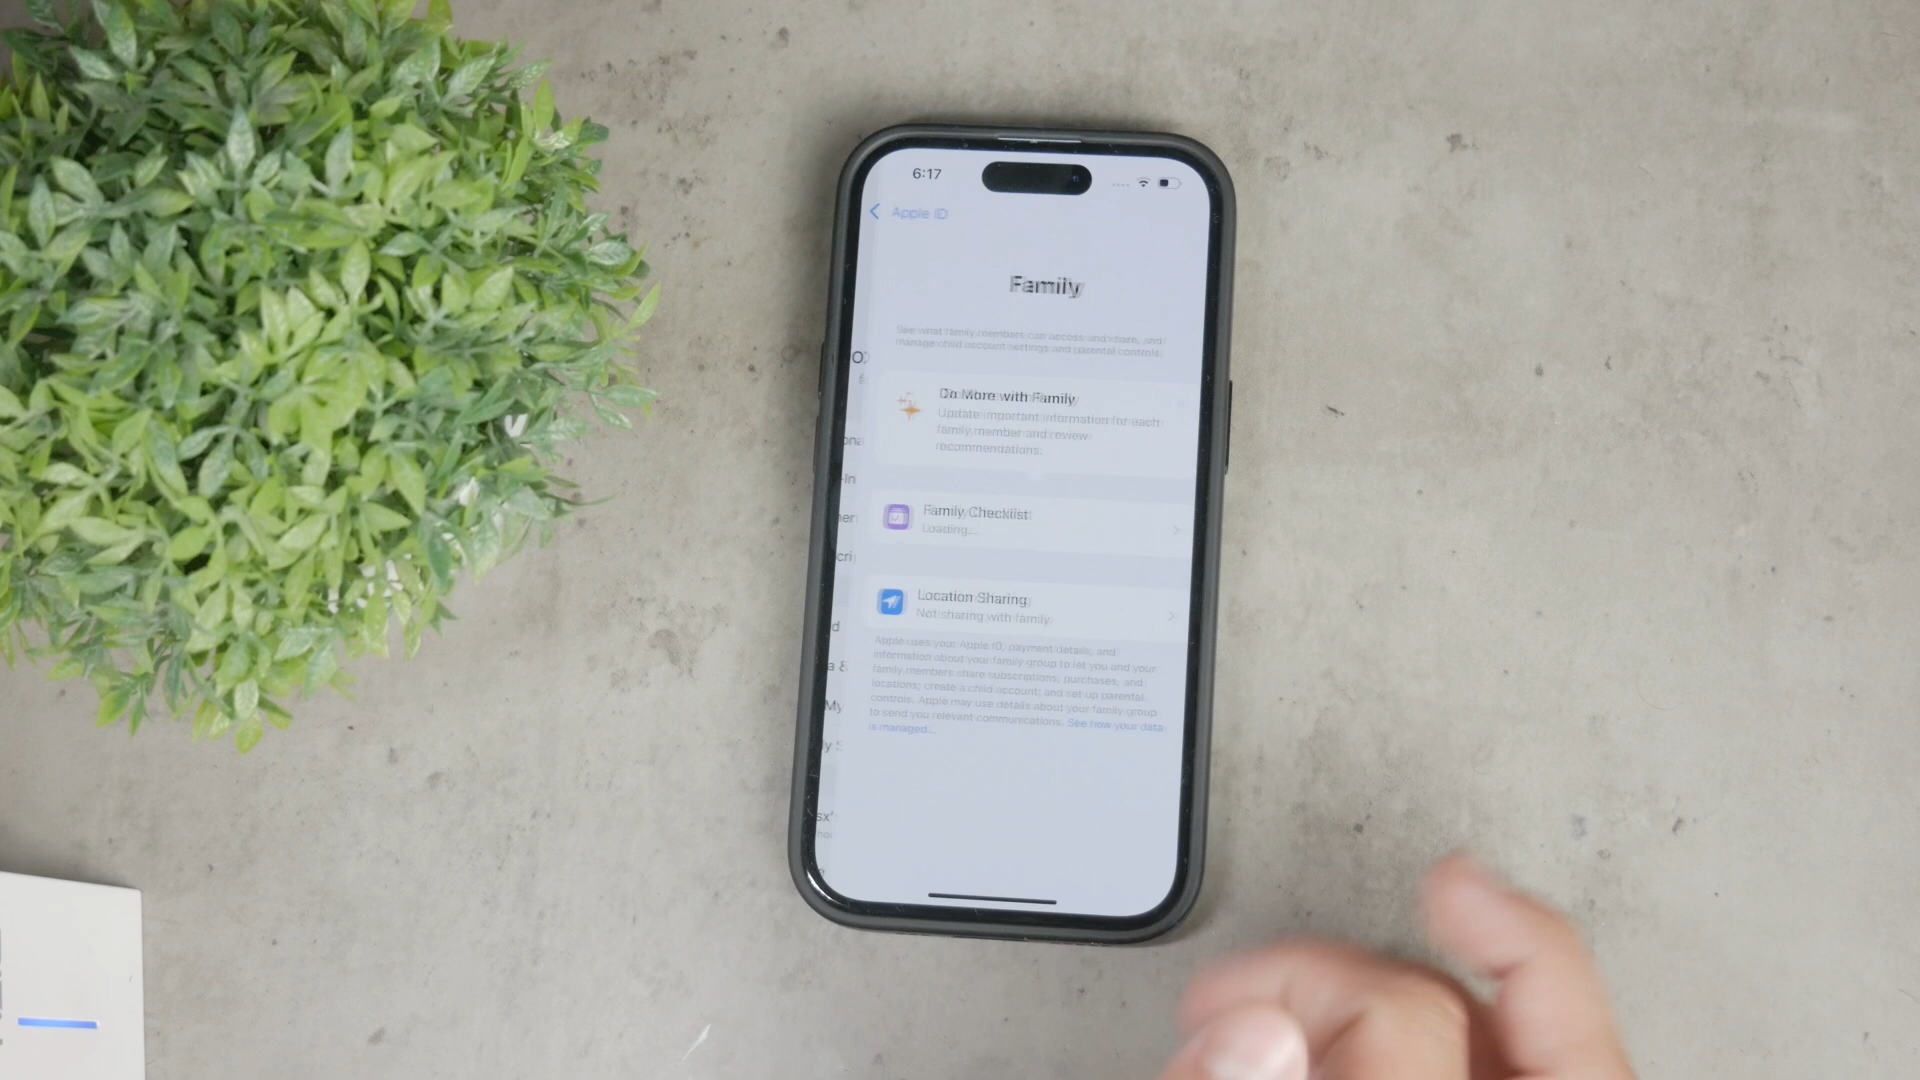 6:17
Apple ID
Family
See what family members can access and share, and
manage child account settings and parental controls.
Do More with Family
Update important information for each
family member and review
recommendations.
Family Checklist
Loading...
Location Sharing
Not sharing with family
Apple uses your Apple ID, payment details, and
information about your family group to let you and your
family members share subscriptions, purchases, and
locations; create a child account; and set up parental
controls. Apple may use details about your family group
to send you relevant communications. See how your data
is managed...